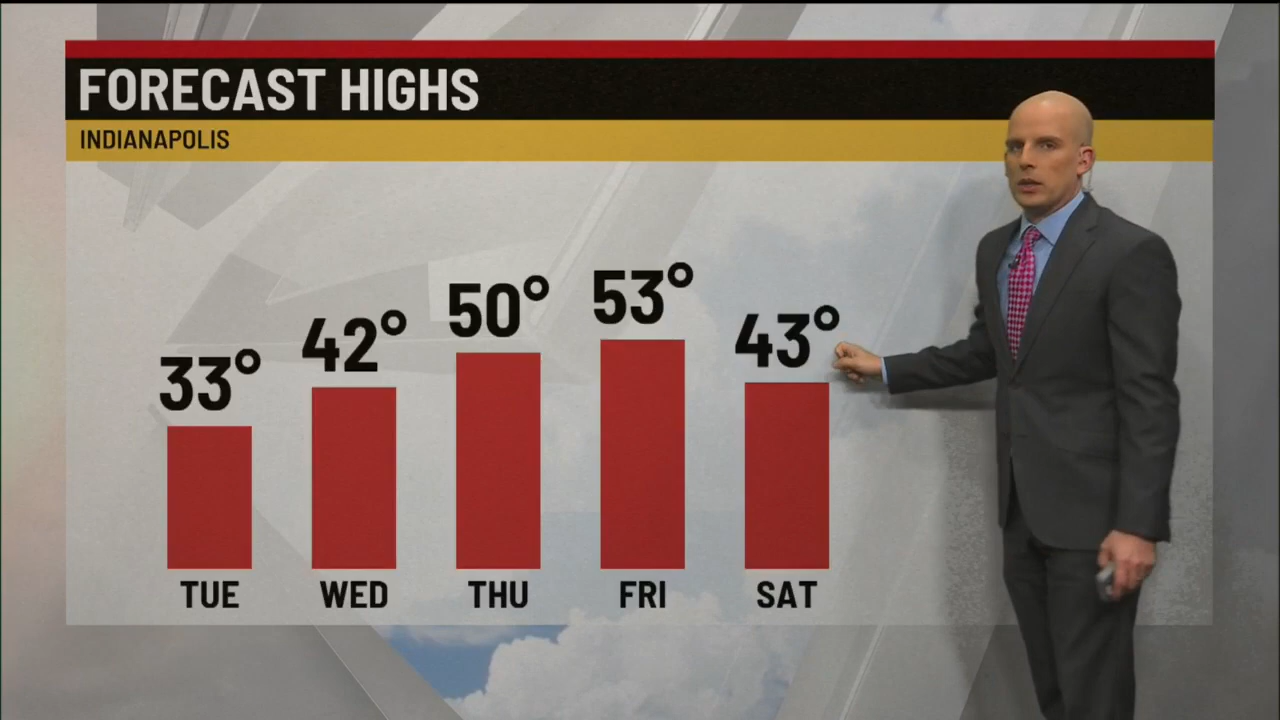 FORECAST HIGHS
INDIANAPOLIS
33° 42° 50° 53° 43°
TUE WED THU FRI SAT